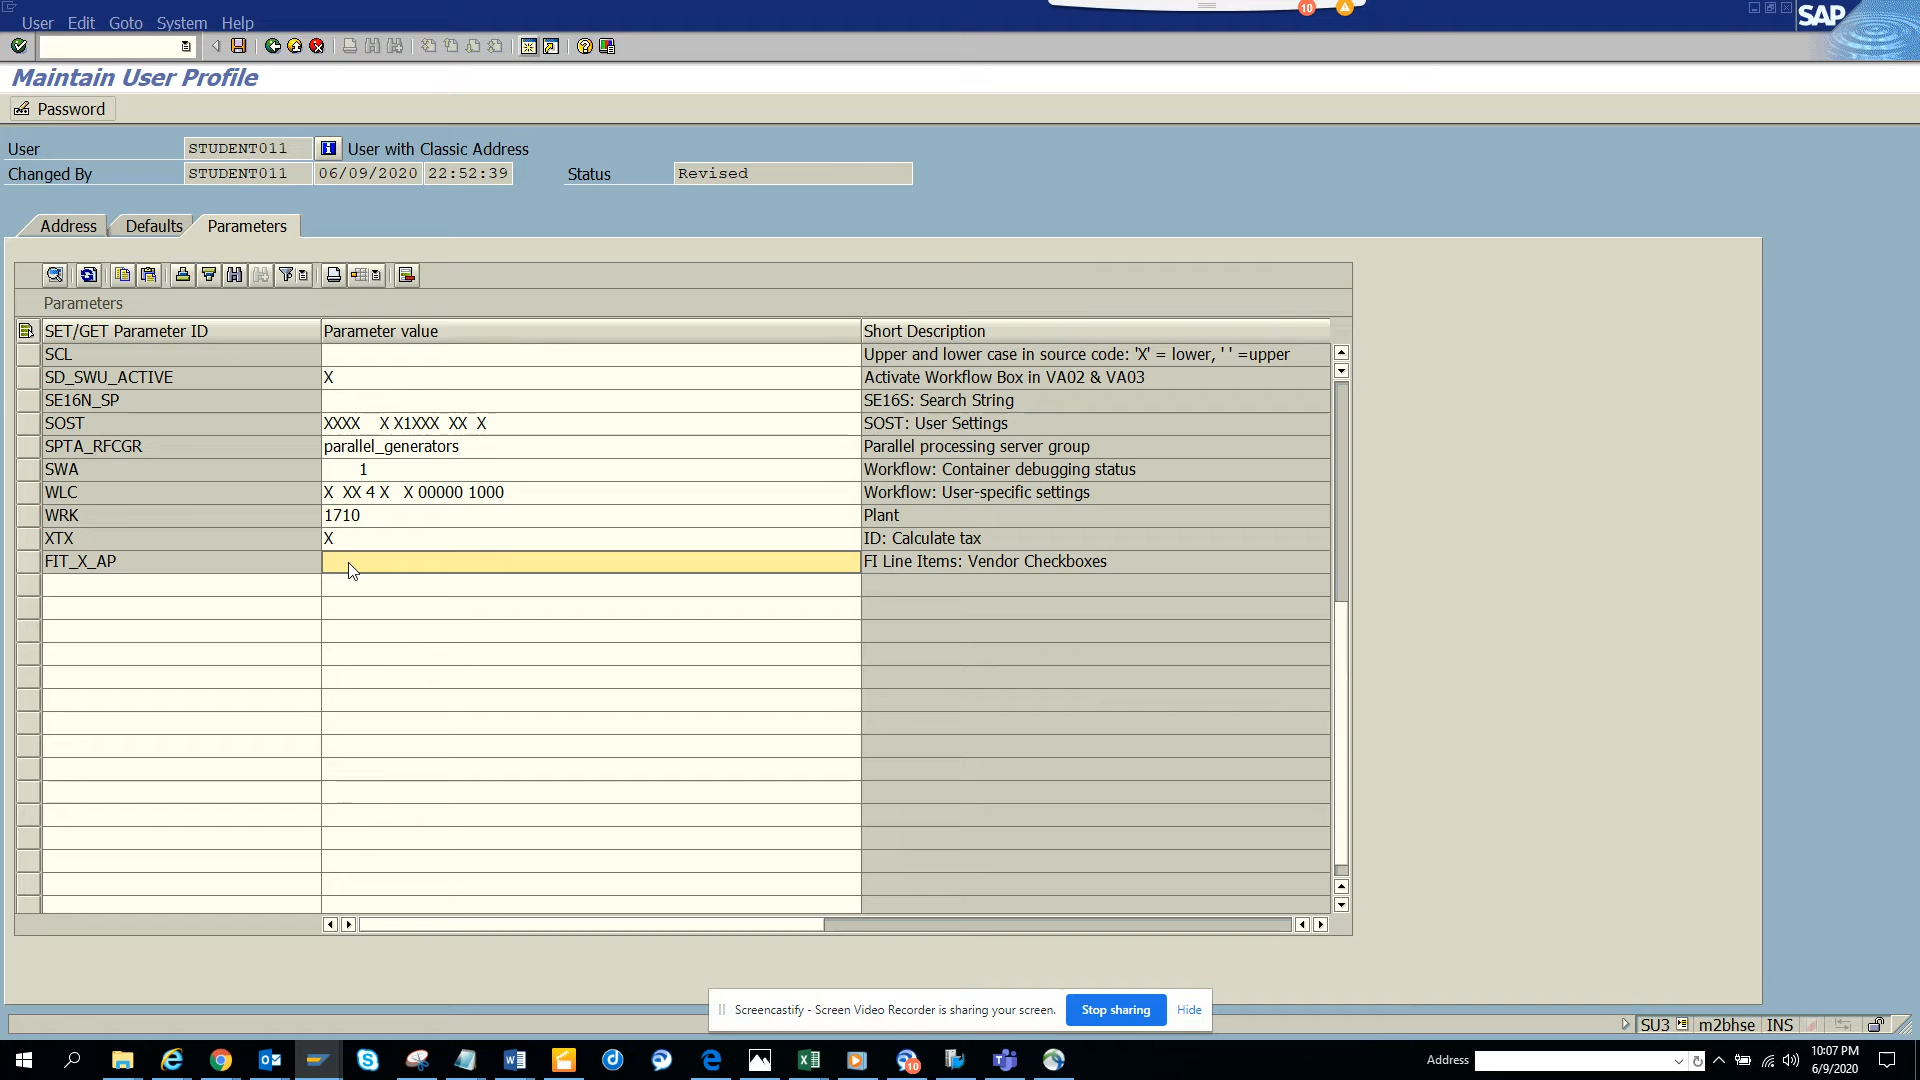 User Edit Goto System Help
10
SAP
Maintain User Profile
Password
User STUDENT011 User with Classic Address
Changed By STUDENT011 06/09/2020 22:52:39 Status Revised
Address Defaults Parameters
Parameters
SET/GET Parameter ID Parameter value Short Description
SCL Upper and lower case in source code: 'X' = lower, ' ' =upper
SD_SWU_ACTIVE X Activate Workflow Box in VA02 & VA03
SE16N_SP SE16S: Search String
SOST XXXX X X1XXX XX X SOST: User Settings
SPTA_RFCGR parallel_generators Parallel processing server group
SWA 1 Workflow: Container debugging status
WLC X XX 4 X X 00000 1000 Workflow: User-specific settings
WRK 1710 Plant
XTX X ID: Calculate tax
FIT_X_AP FI Line Items: Vendor Checkboxes
Screencastify - Screen Video Recorder is sharing your screen. Stop sharing Hide
SU3 m2bhse INS
10
Address
10:07 PM
6/9/2020